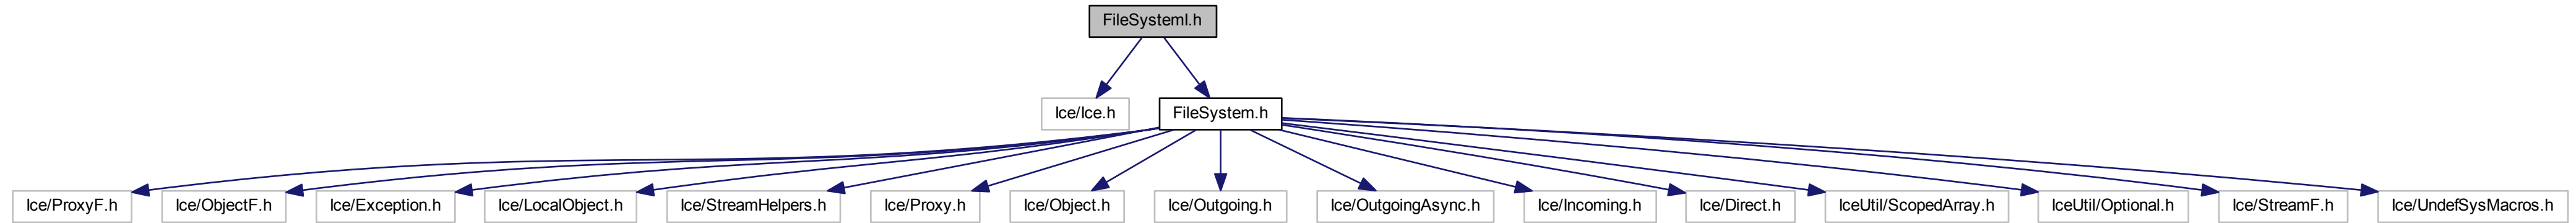 FileSystemI.h
Ice/Ice.h
FileSystem.h
Ice/ProxyF.h
Ice/ObjectF.h
Ice/Exception.h
Ice/LocalObject.h
Ice/StreamHelpers.h
Ice/Proxy.h
Ice/Object.h
Ice/Outgoing.h
Ice/OutgoingAsync.h
Ice/Incoming.h
Ice/Direct.h
IceUtil/ScopedArray.h
IceUtil/Optional.h
Ice/StreamF.h
Ice/UndefSysMacros.h